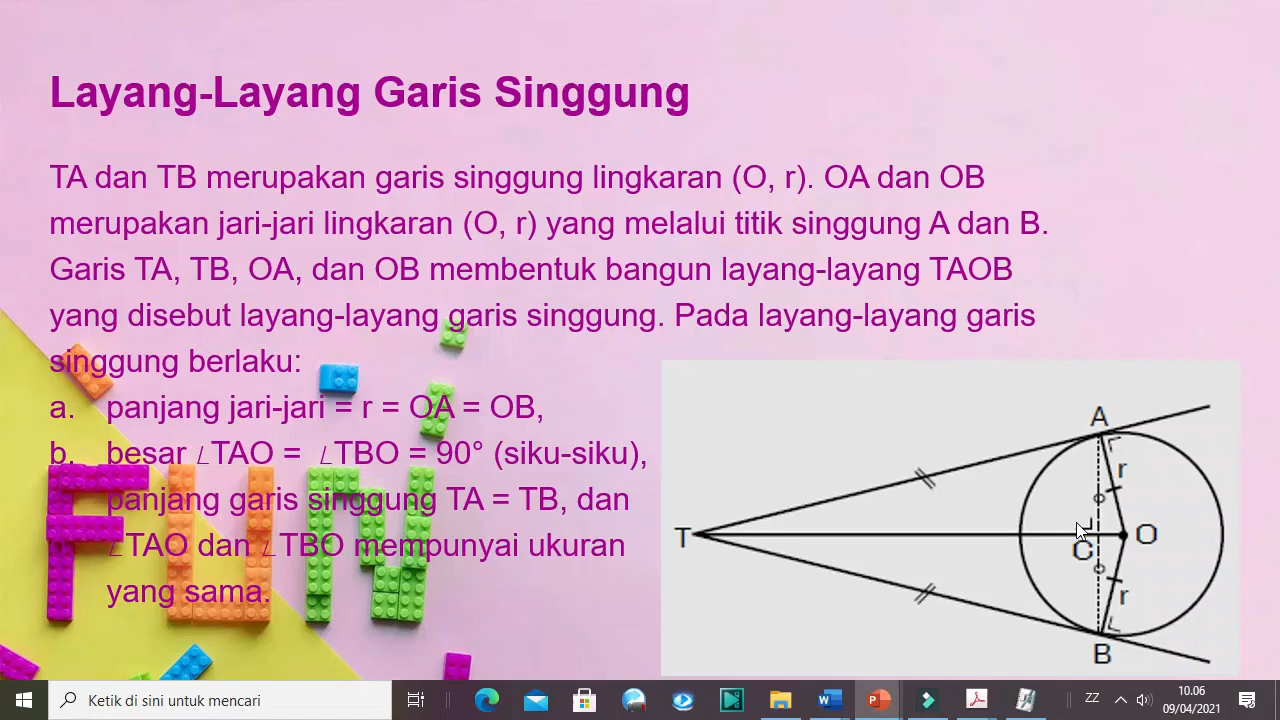 Layang-Layang Garis Singgung
TA dan TB merupakan garis singgung lingkaran (O, r). OA dan OB
merupakan jari-jari lingkaran (O, r) yang melalui titik singgung A dan B.
Garis TA, TB, OA, dan OB membentuk bangun layang-layang TAOB
yang disebut layang-layang garis singgung. Pada layang-layang garis
singgung berlaku:
a. panjang jari-jari = r = OA = OB,
b. besar ∠TAO = ∠TBO = 90° (siku-siku),
panjang garis singgung TA = TB, dan
∠TAO dan ∠TBO mempunyai ukuran
yang sama.
FUN
A
r
T
C
O
r
B
Ketik di sini untuk mencari
ZZ
10.06
09/04/2021